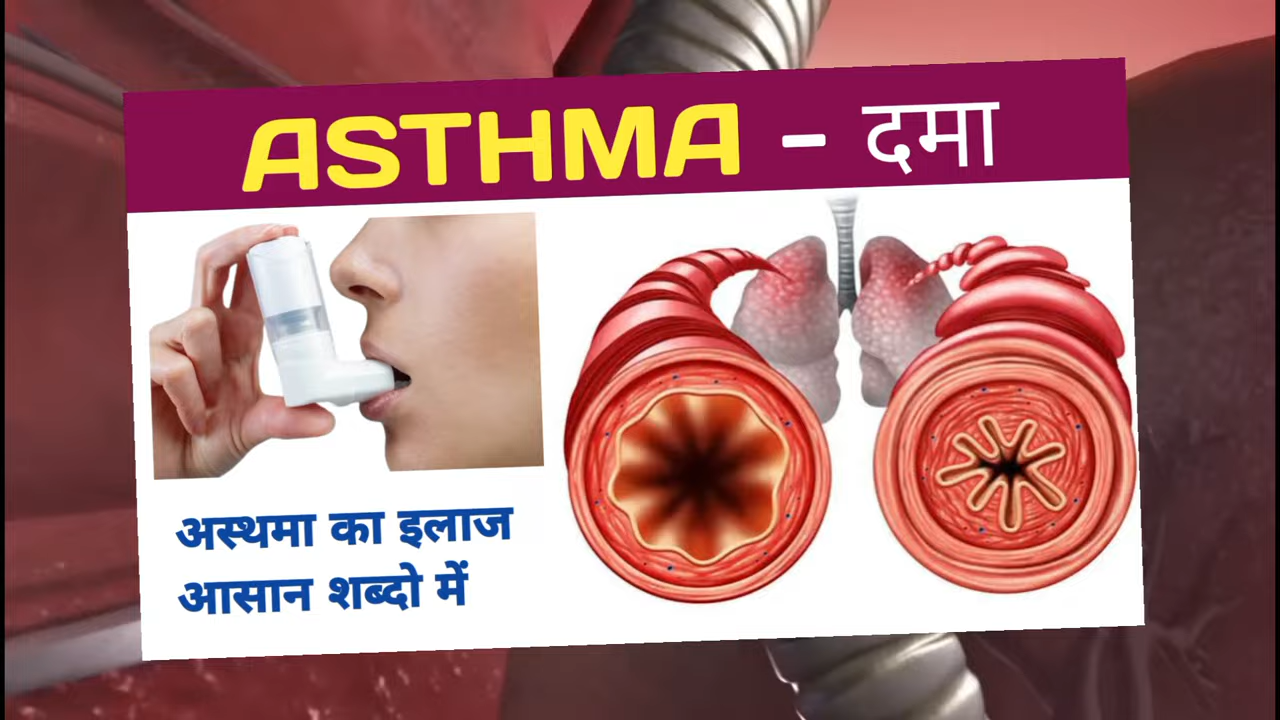 ASTHMA - दमा
अस्थमा का इलाज
आसान शब्दो में